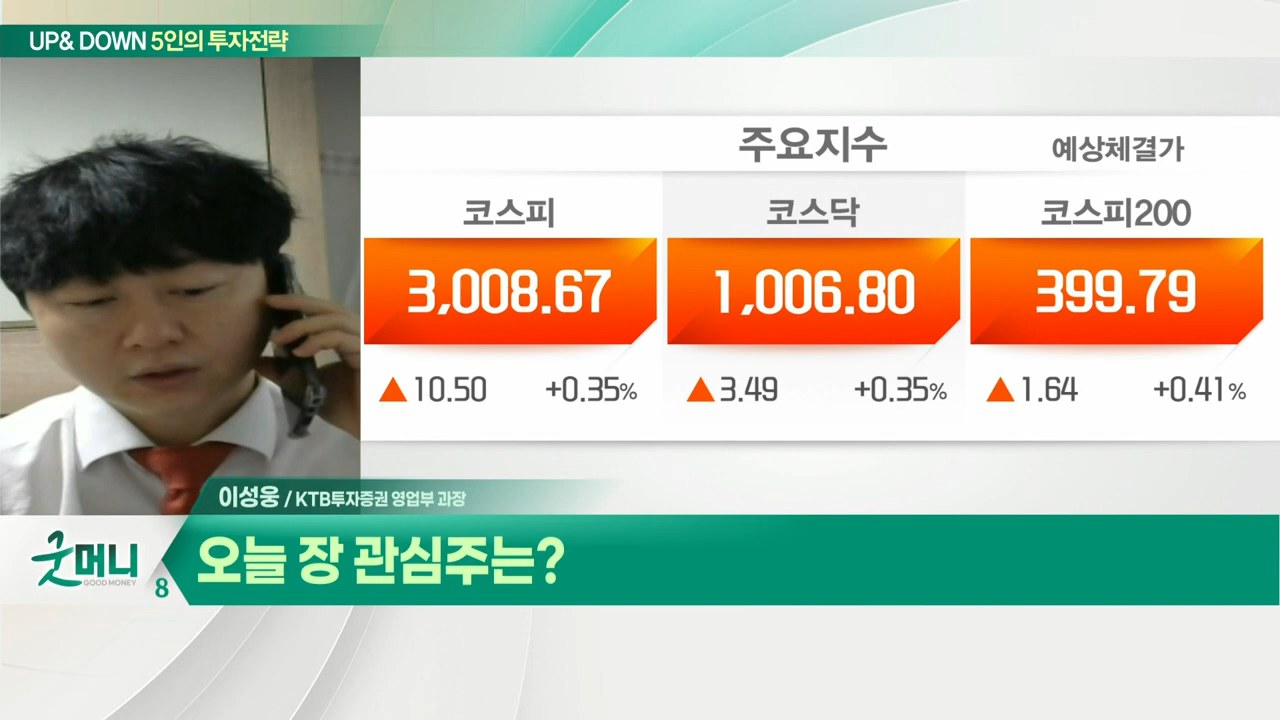 UP& DOWN 5인의 투자전략
주요지수
예상체결가
코스피
코스닥
코스피200
3,008.67
1,006.80
399.79
▲10.50 +0.35%
▲3.49 +0.35%
▲1.64 +0.41%
이성웅 / KTB투자증권 영업부 과장
굿머니
GOOD MONEY
8
오늘 장 관심주는?